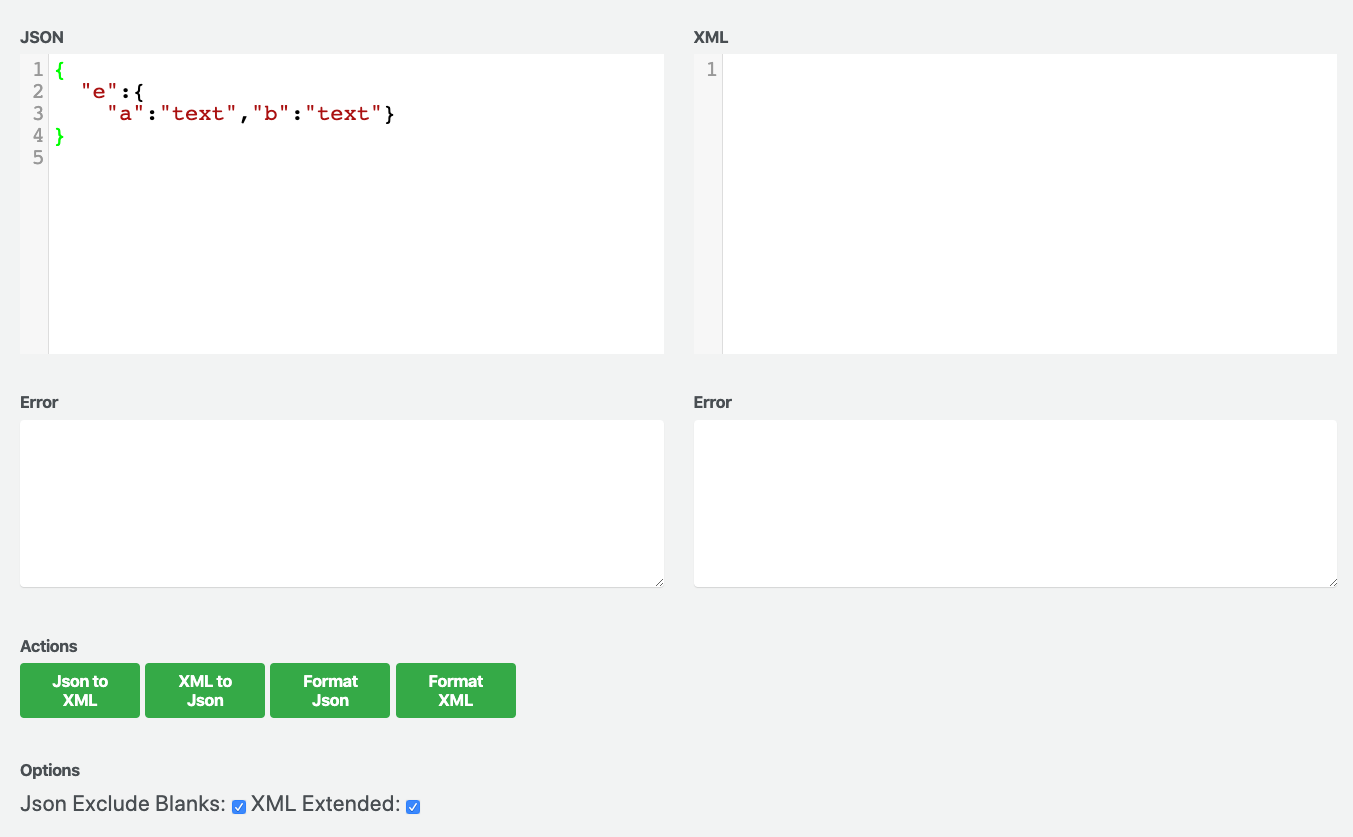 JSON
1 {
2   "e":{
3     "a":"text","b":"text"}
4 }
5
XML
1
Error
Error
Actions
Json to
XML
XML to
Json
Format
Json
Format
XML
Options
Json Exclude Blanks: XML Extended: